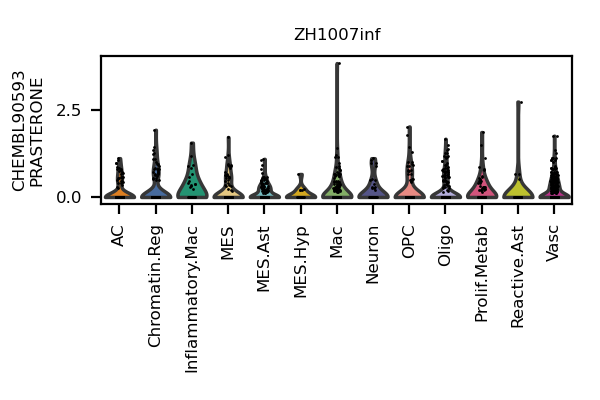 ZH1007inf
CHEMBL90593
PRASTERONE
2.5
0.0
AC
Chromatin.Reg
Inflammatory.Mac
MES
MES.Ast
MES.Hyp
Mac
Neuron
OPC
Oligo
Prolif.Metab
Reactive.Ast
Vasc